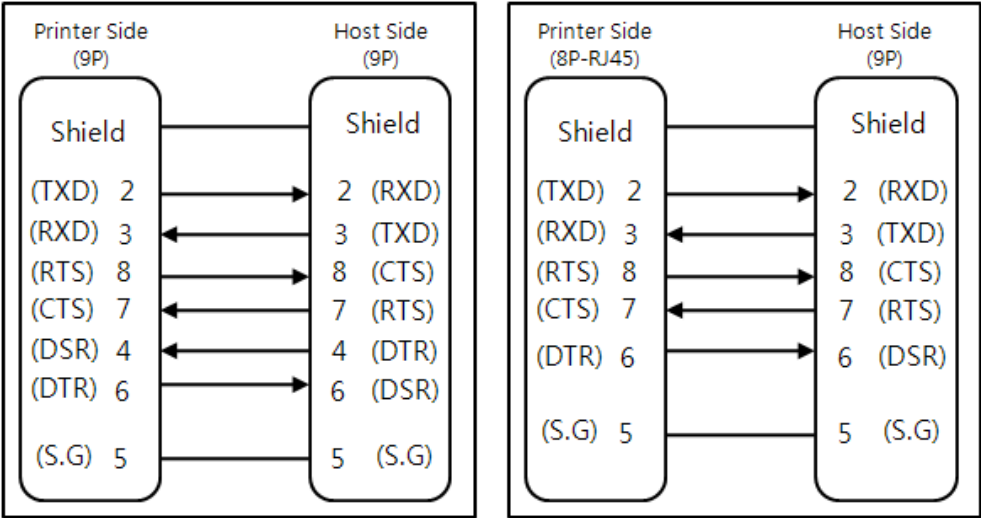 Printer Side
(9P)
Host Side
(9P)
Shield
Shield
(TXD) 2
2 (RXD)
(RXD) 3
3 (TXD)
(RTS) 8
8 (CTS)
(CTS) 7
7 (RTS)
(DSR) 4
4 (DTR)
(DTR) 6
6 (DSR)
(S.G) 5
5 (S.G)
Printer Side
(8P-RJ45)
Host Side
(9P)
Shield
Shield
(TXD) 2
2 (RXD)
(RXD) 3
3 (TXD)
(RTS) 8
8 (CTS)
(CTS) 7
7 (RTS)
(DTR) 6
6 (DSR)
(S.G) 5
5 (S.G)